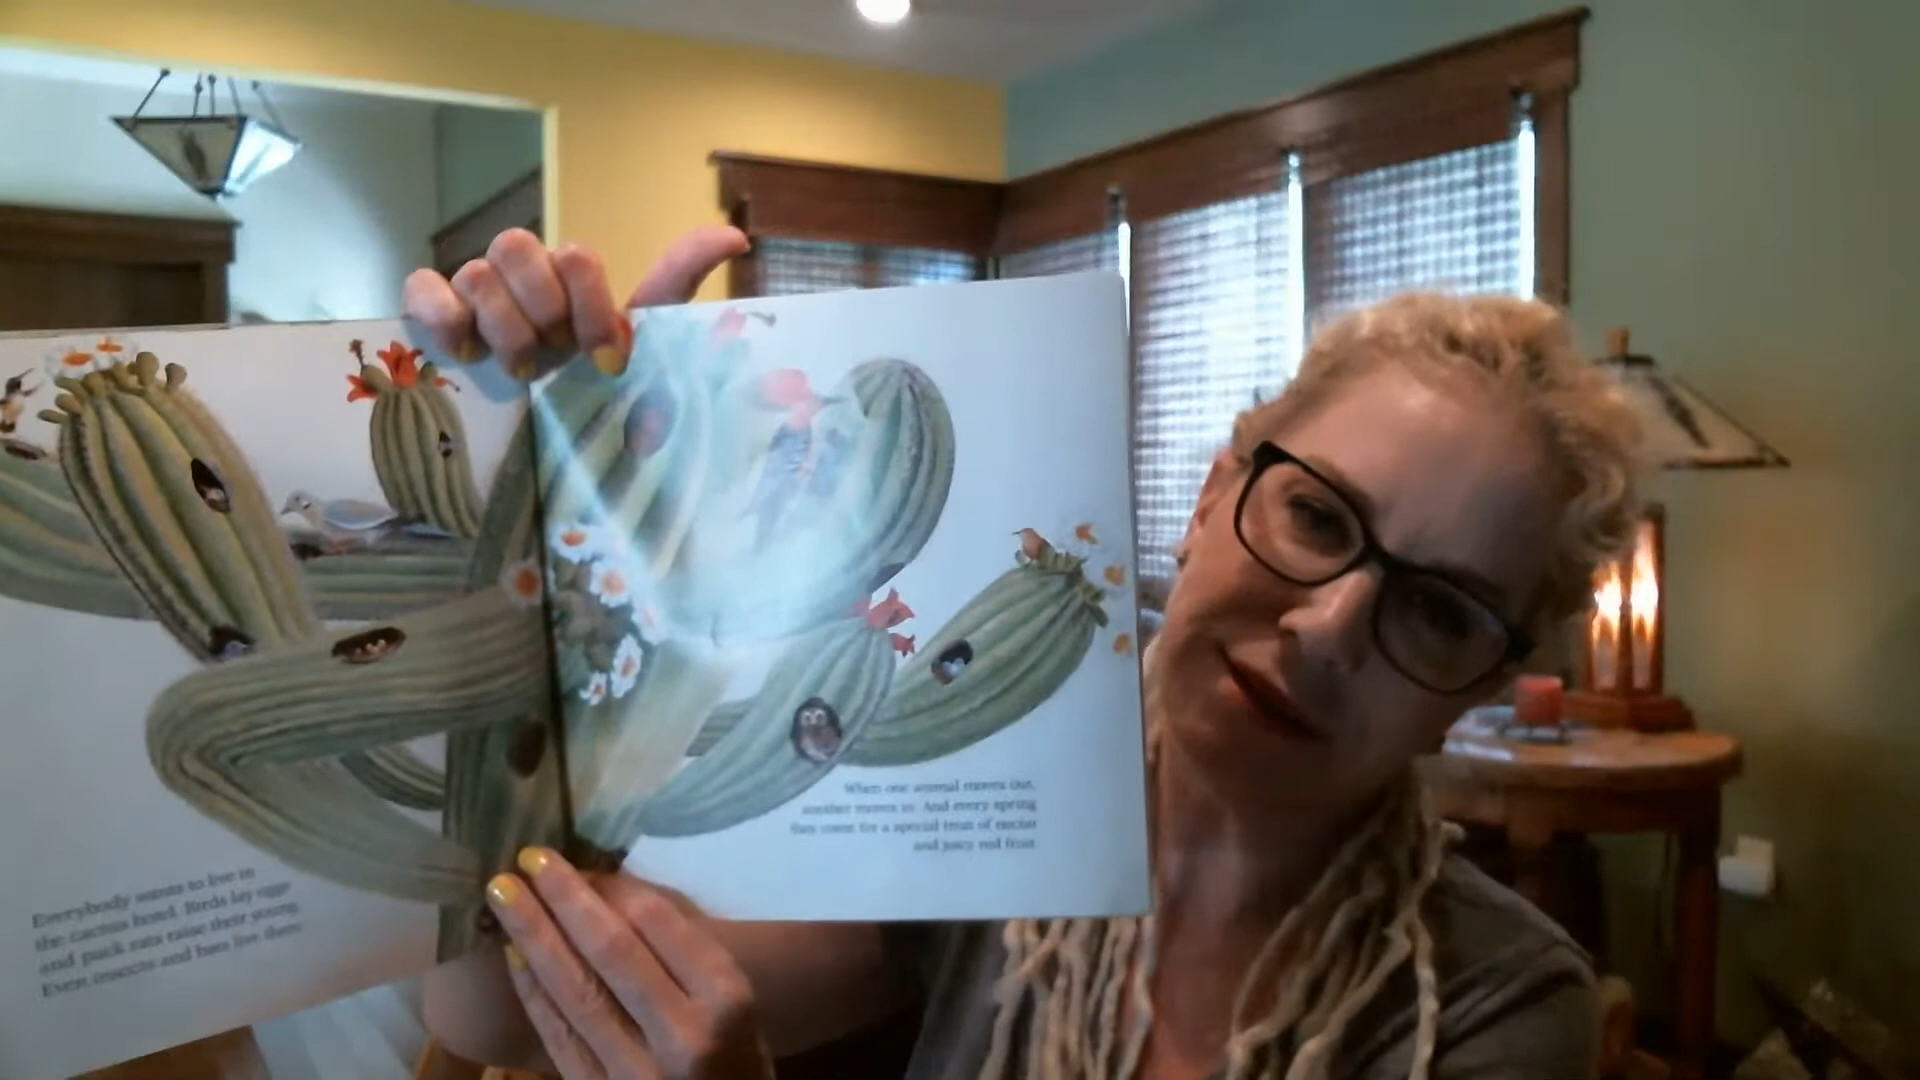 Everybody wants to live in
the cactus hotel. Birds lay eggs
and pack rats raise their young.
Even insects and bats live there.
When one animal moves out,
another moves in. And every spring
they come for a special treat of nectar
and juicy red fruit.